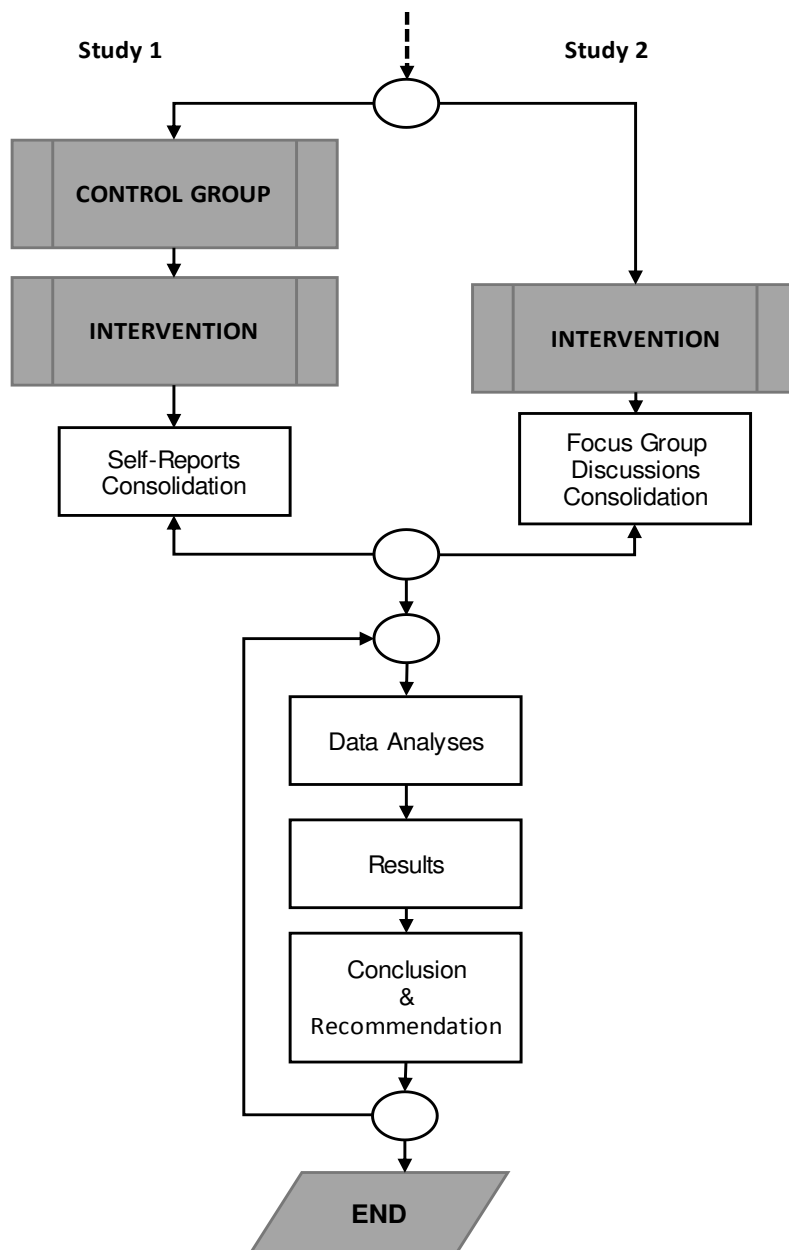 Study 1
Study 2
CONTROL GROUP
INTERVENTION
INTERVENTION
Self-Reports
Consolidation
Focus Group
Discussions
Consolidation
Data Analyses
Results
Conclusion
&
Recommendation
END